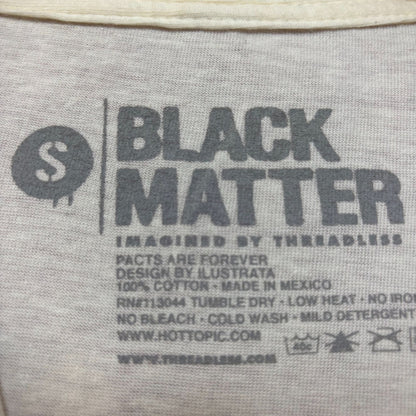 S
BLACK
MATTER
IMAGINED BY THREADLESS
PACTS ARE FOREVER
DESIGN BY ILUSTRATA
100% COTTON • MADE IN MEXICO
RN#113044 TUMBLE DRY • LOW HEAT • NO IRON
NO BLEACH • COLD WASH • MILD DETERGENT
WWW.HOTTOPIC.COM
40c
WWW.THREADLESS.COM